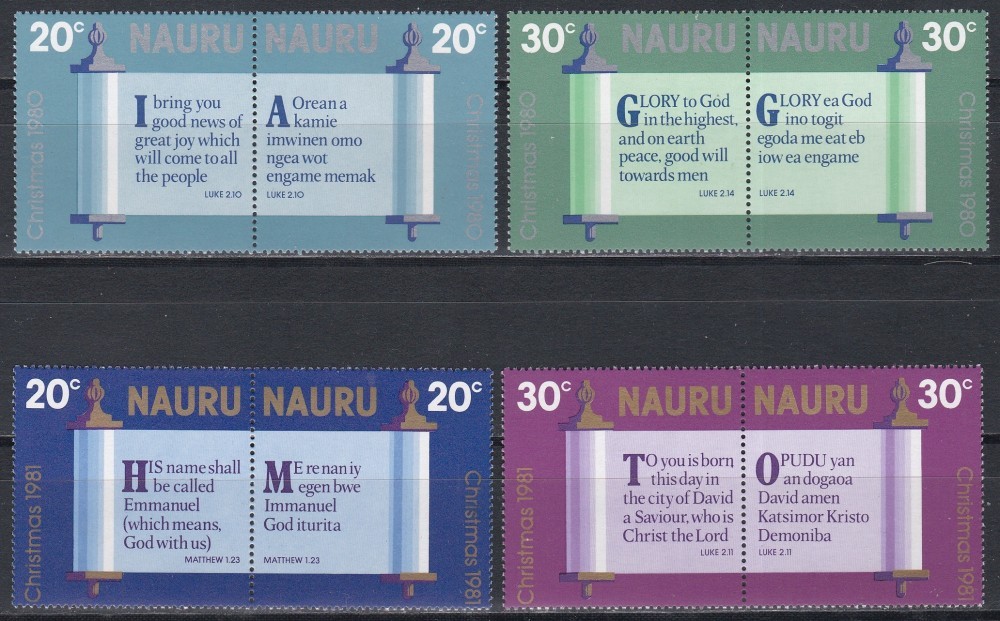 20c NAURU
Christmas 1980
I bring you
good news of
great joy which
will come to all
the people
LUKE 2.10
NAURU 20c
A Orean a
kamie
imwinen omo
ngea wot
engame memak
LUKE 2.10
Christmas 1980
30c NAURU
Christmas 1980
GLORY to God
in the highest,
and on earth
peace, good will
towards men
LUKE 2.14
NAURU 30c
GLORY ea God
ino togit
egoda me eat eb
iow ea engame
LUKE 2.14
Christmas 1980
20c NAURU
Christmas 1981
HIS name shall
be called
Emmanuel
(which means,
God with us)
MATTHEW 1.23
NAURU 20c
ME re nan iy
egen bwe
Immanuel
God iturita
MATTHEW 1.23
Christmas 1981
30c NAURU
Christmas 1981
TO you is born
this day in
the city of David
a Saviour, who is
Christ the Lord
LUKE 2.11
NAURU 30c
OPUDU yan
an dogaoa
David amen
Katsimor Kristo
Demoniba
LUKE 2.11
Christmas 1981